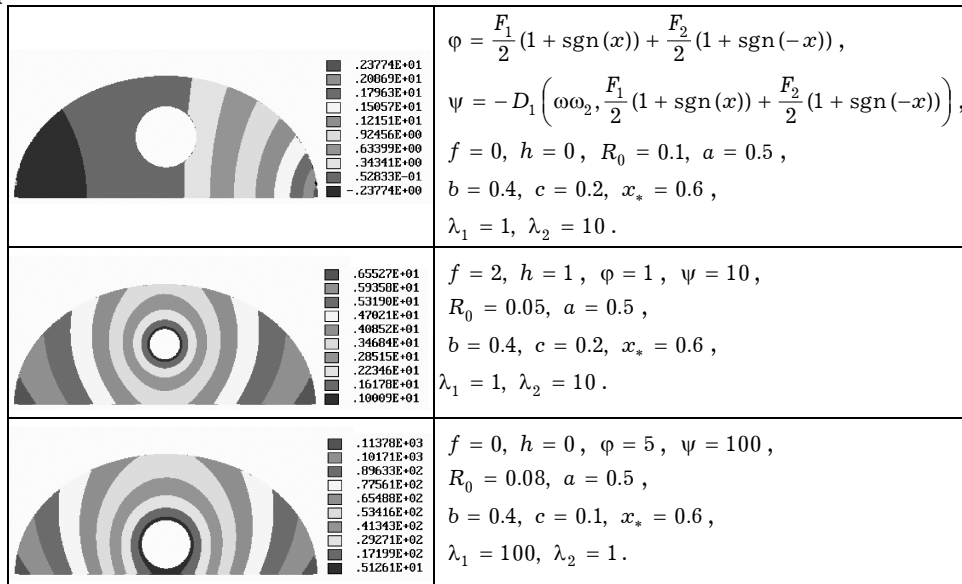 .23774E+01
.20869E+01
.17963E+01
.15057E+01
.12151E+01
.92456E+00
.63399E+00
.34341E+00
.52833E-01
-.23774E+00
φ = F₁/2 (1 + sgn (x)) + F₂/2 (1 + sgn (−x)) ,
ψ = − D₁ ( ωω₂, F₁/2 (1 + sgn (x)) + F₂/2 (1 + sgn (−x)) ) ,
f = 0, h = 0 , R₀ = 0.1, a = 0.5 ,
b = 0.4, c = 0.2, x∗ = 0.6 ,
λ₁ = 1, λ₂ = 10 .
.65527E+01
.59358E+01
.53190E+01
.47021E+01
.40852E+01
.34684E+01
.28515E+01
.22346E+01
.16178E+01
.10009E+01
f = 2, h = 1 , φ = 1 , ψ = 10 ,
R₀ = 0.05, a = 0.5 ,
b = 0.4, c = 0.2, x∗ = 0.6 ,
λ₁ = 1, λ₂ = 10 .
.11378E+03
.10171E+03
.89633E+02
.77561E+02
.65488E+02
.53416E+02
.41343E+02
.29271E+02
.17199E+02
.51261E+01
f = 0, h = 0 , φ = 5 , ψ = 100 ,
R₀ = 0.08, a = 0.5 ,
b = 0.4, c = 0.1, x∗ = 0.6 ,
λ₁ = 100, λ₂ = 1 .